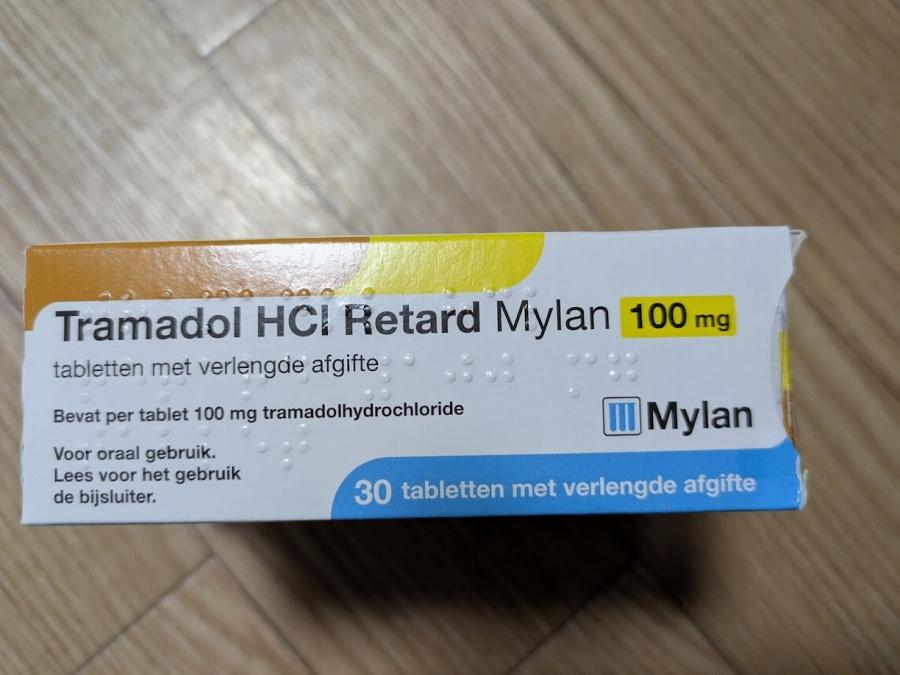 Tramadol HCl Retard Mylan 100 mg
tabletten met verlengde afgifte
Bevat per tablet 100 mg tramadolhydrochloride
Mylan
Voor oraal gebruik.
Lees voor het gebruik
de bijsluiter.
30 tabletten met verlengde afgifte